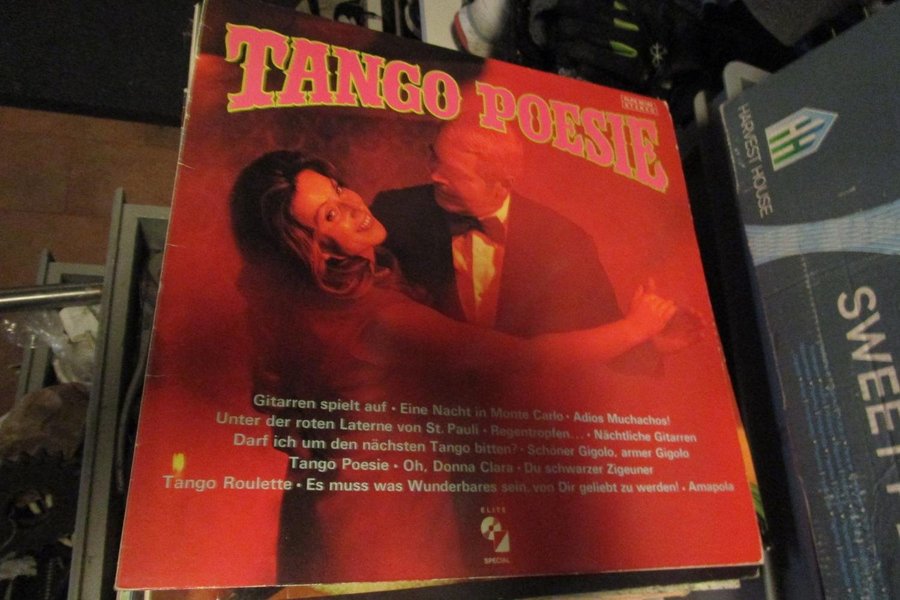 TANGO POESIE
STEREO
Gitarren spielt auf • Eine Nacht in Monte Carlo • Adios Muchachos!
Unter der roten Laterne von St. Pauli • Regentropfen... • Nächtliche Gitarren
Darf ich um den nächsten Tango bitten? • Schöner Gigolo, armer Gigolo
Tango Poesie • Oh, Donna Clara • Du schwarzer Zigeuner
Tango Roulette • Es muss was Wunderbares sein, von Dir geliebt zu werden! • Amapola
ELITE
SPECIAL
HARVEST HOUSE
SWEET